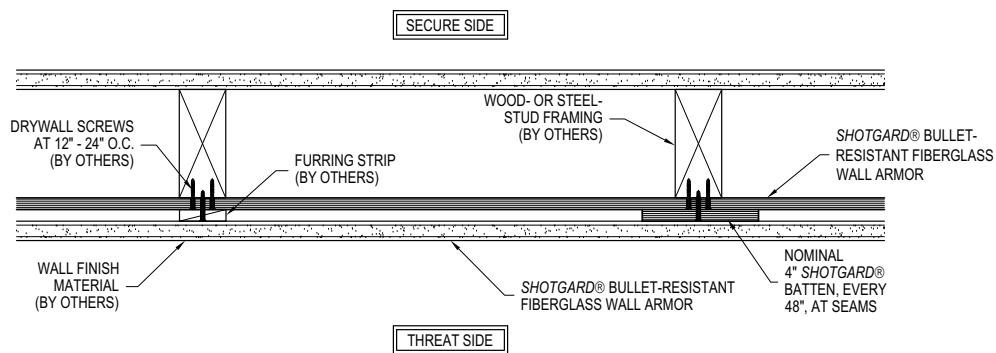 SECURE SIDE
DRYWALL SCREWS
AT 12" - 24" O.C.
(BY OTHERS)
FURRING STRIP
(BY OTHERS)
WOOD- OR STEEL-
STUD FRAMING
(BY OTHERS)
SHOTGARD® BULLET-
RESISTANT FIBERGLASS
WALL ARMOR
WALL FINISH
MATERIAL
(BY OTHERS)
SHOTGARD® BULLET-RESISTANT
FIBERGLASS WALL ARMOR
NOMINAL
4" SHOTGARD®
BATTEN, EVERY
48", AT SEAMS
THREAT SIDE